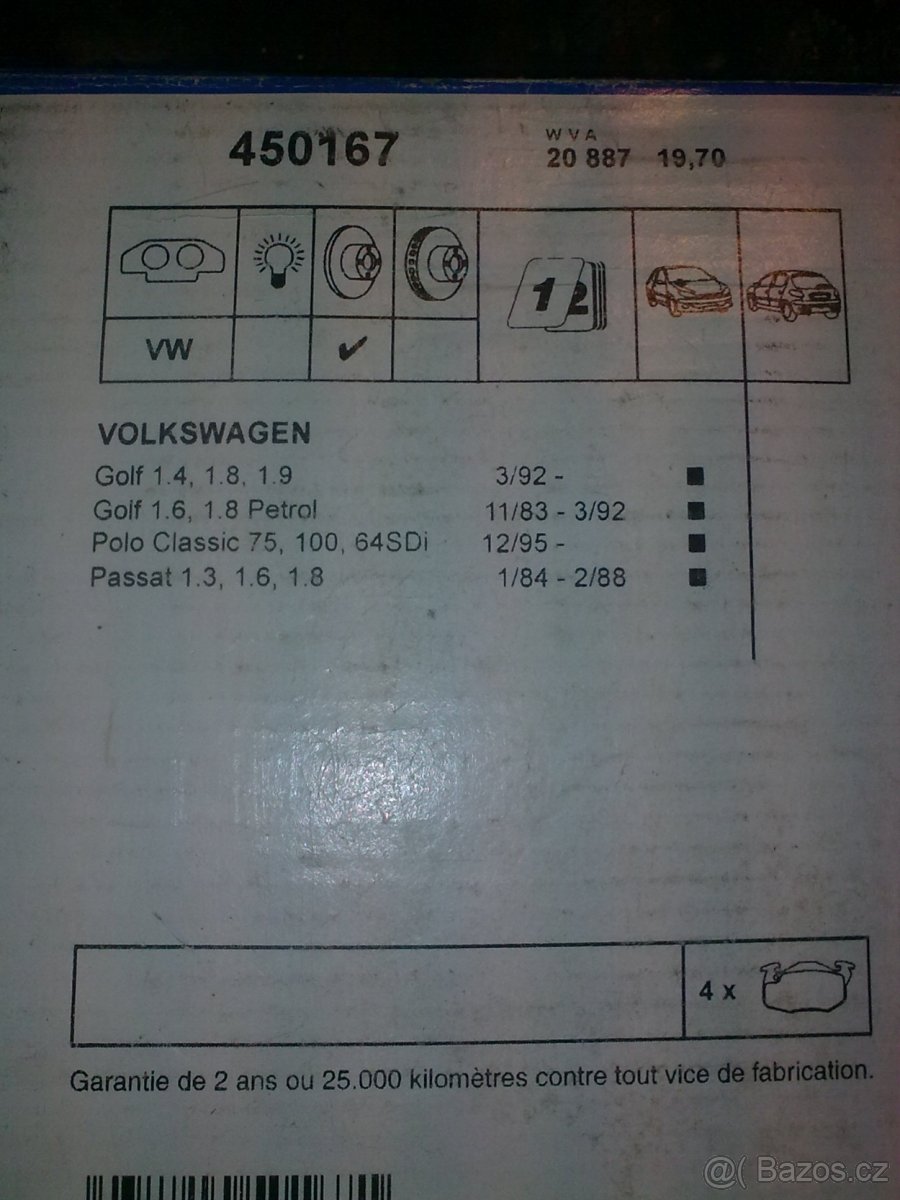 450167
WVA
20 887 19,70
12
VW
VOLKSWAGEN
Golf 1.4, 1.8, 1.9 3/92 -
Golf 1.6, 1.8 Petrol 11/83 - 3/92
Polo Classic 75, 100, 64SDi 12/95 -
Passat 1.3, 1.6, 1.8 1/84 - 2/88
4 x
Garantie de 2 ans ou 25.000 kilomètres contre tout vice de fabrication.
@( Bazos.cz